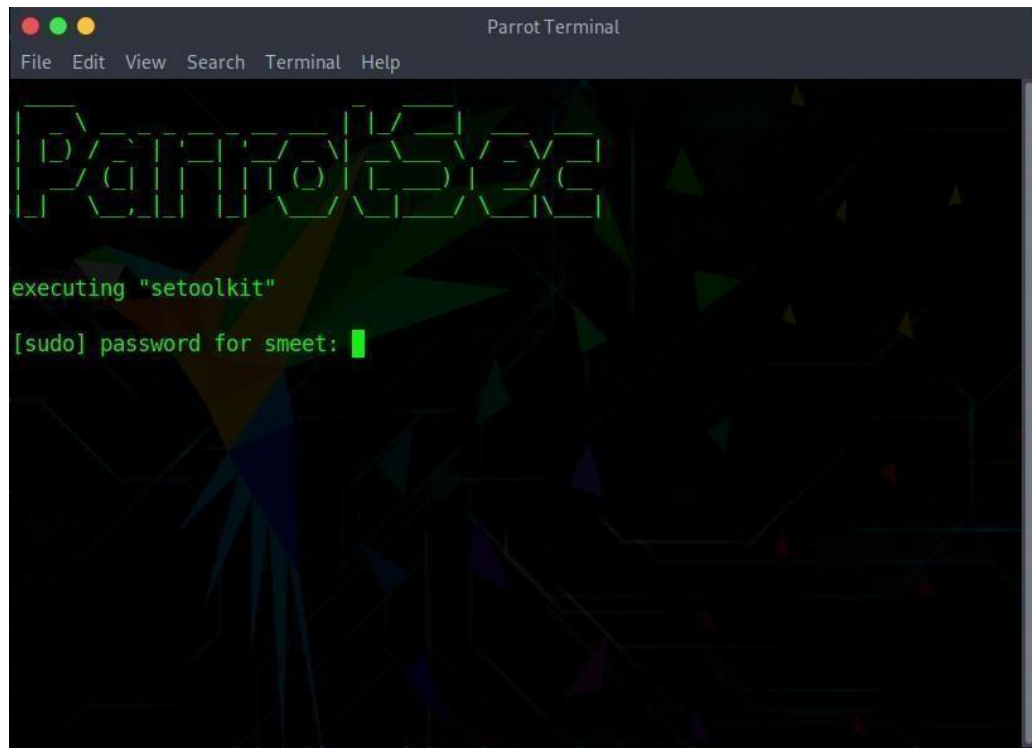 Parrot Terminal
File Edit View Search Terminal Help
ParrotSec
executing "setoolkit"
[sudo] password for smeet: